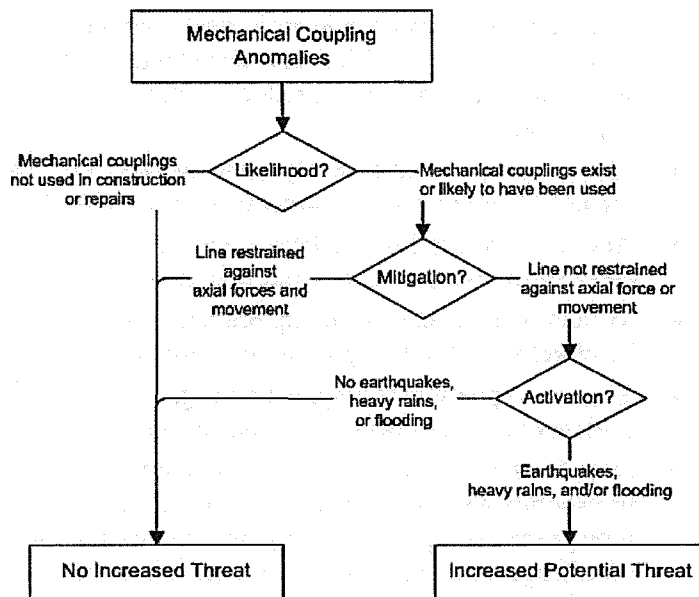 Mechanical Coupling
Anomalies
Mechanical couplings
not used in construction
or repairs
Likelihood?
Mechanical couplings exist
or likely to have been used
Line restrained
against
axial forces and
movement
Mitigation?
Line not restrained
against axial force or
movement
No earthquakes,
heavy rains,
or flooding
Activation?
Earthquakes,
heavy rains, and/or flooding
No Increased Threat
Increased Potential Threat